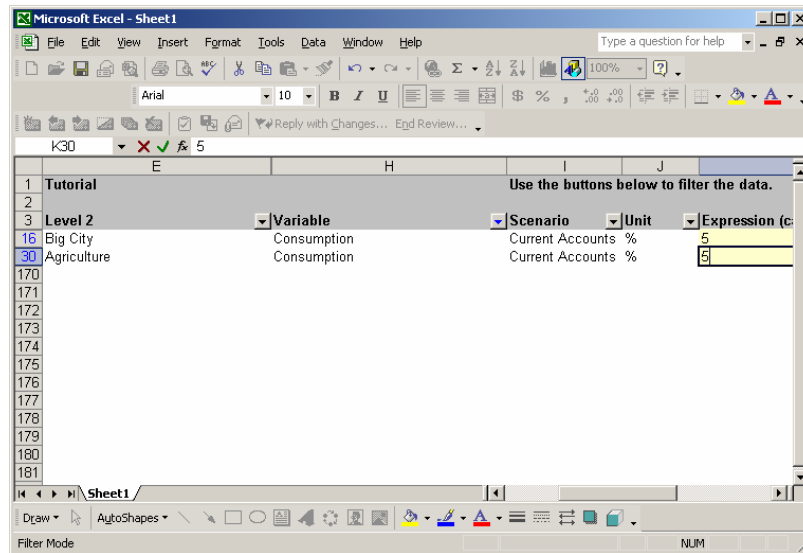 Microsoft Excel - Sheet1
File Edit View Insert Format Tools Data Window Help Type a question for help
100%
Arial 10 B I U $ % ,
Reply with Changes... End Review...
K30 fx 5
E H I J
1 Tutorial Use the buttons below to filter the data.
2
3 Level 2 Variable Scenario Unit Expression (c
16 Big City Consumption Current Accounts % 5
30 Agriculture Consumption Current Accounts % 5
170
171
172
173
174
175
176
177
178
179
180
181
Sheet1
Draw AutoShapes
Filter Mode NUM